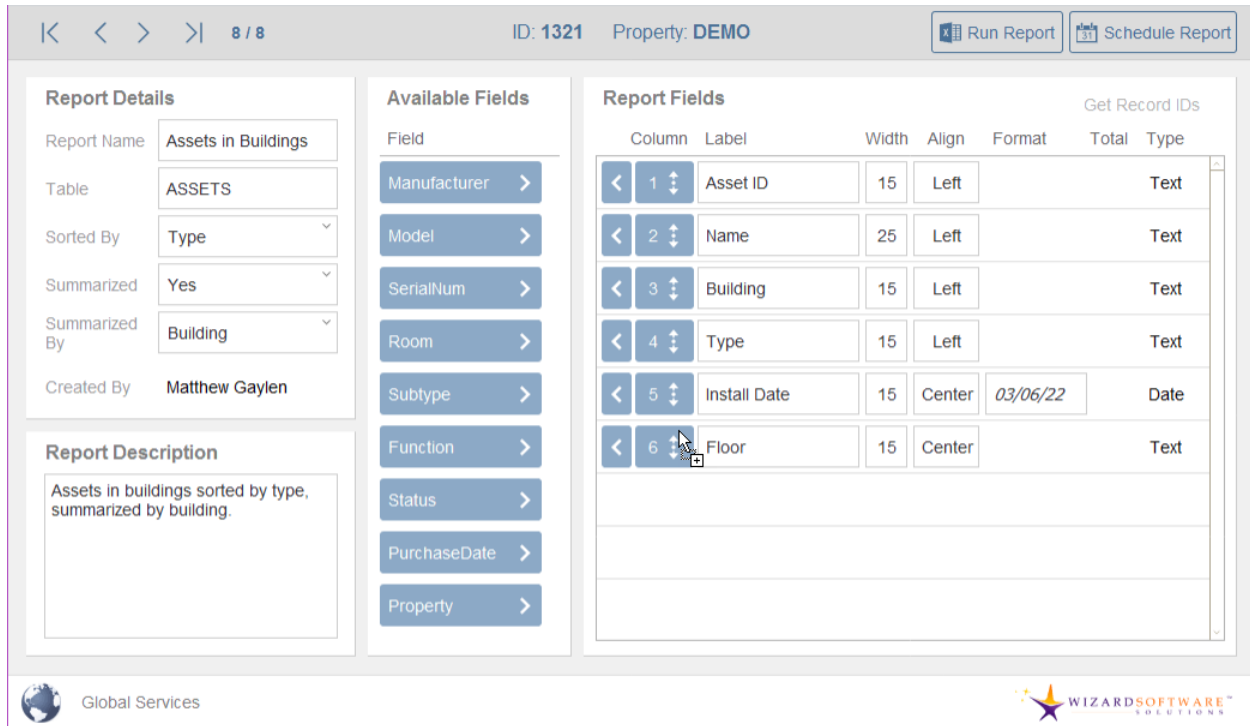 8 / 8
ID: 1321 Property: DEMO
Run Report
31
Schedule Report
Report Details
Report Name Assets in Buildings
Table ASSETS
Sorted By Type
Summarized Yes
Summarized
By
Building
Created By Matthew Gaylen
Report Description
Assets in buildings sorted by type,
summarized by building.
Available Fields
Field
Manufacturer
Model
SerialNum
Room
Subtype
Function
Status
PurchaseDate
Property
Report Fields
Get Record IDs
Column Label Width Align Format Total Type
1 Asset ID 15 Left Text
2 Name 25 Left Text
3 Building 15 Left Text
4 Type 15 Left Text
5 Install Date 15 Center 03/06/22 Date
6 Floor 15 Center Text
Global Services
WIZARDSOFTWARE™
SOLUTIONS